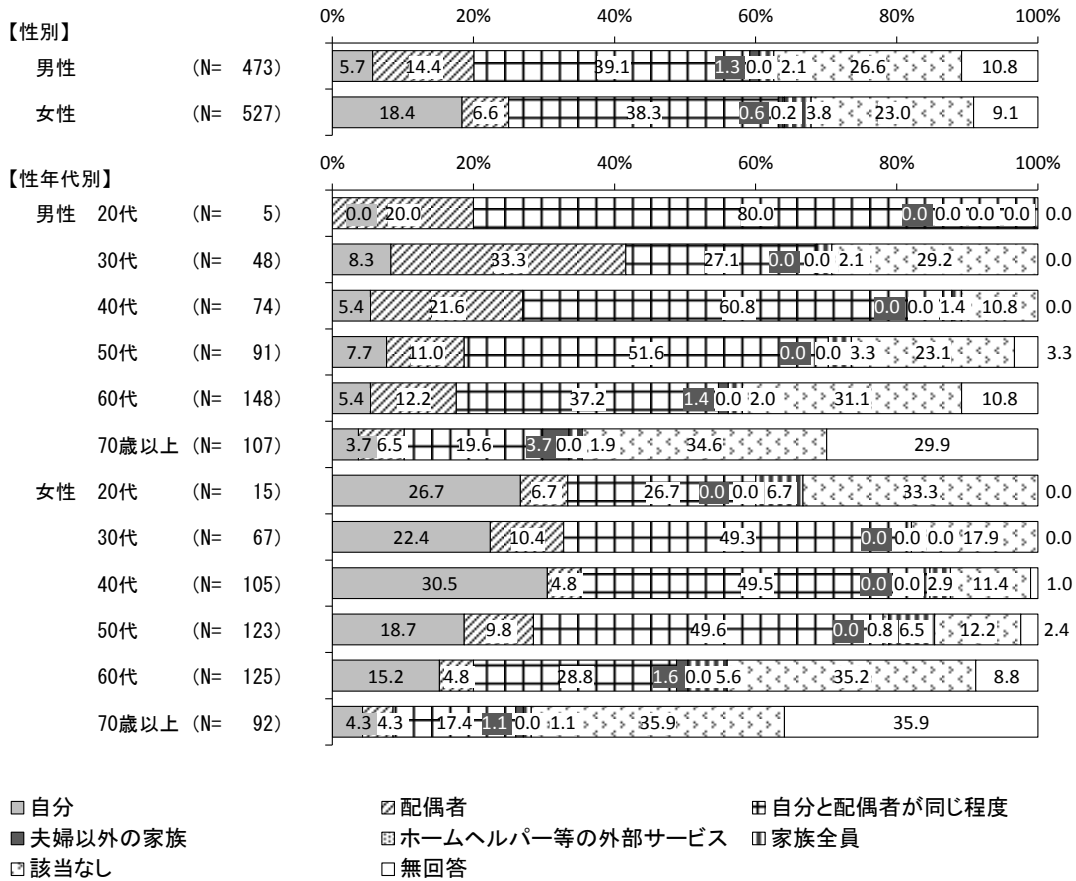 0% 20% 40% 60% 80% 100%
【性別】
男性 (N= 473) 5.7 14.4 39.1 1.3 0.0 2.1 26.6 10.8
女性 (N= 527) 18.4 6.6 38.3 0.6 0.2 3.8 23.0 9.1
0% 20% 40% 60% 80% 100%
【性年代別】
男性 20代 (N= 5) 0.0 20.0 80.0 0.0 0.0 0.0 0.0 0.0
30代 (N= 48) 8.3 33.3 27.1 0.0 0.0 2.1 29.2 0.0
40代 (N= 74) 5.4 21.6 60.8 0.0 0.0 1.4 10.8 0.0
50代 (N= 91) 7.7 11.0 51.6 0.0 0.0 3.3 23.1 3.3
60代 (N= 148) 5.4 12.2 37.2 1.4 0.0 2.0 31.1 10.8
70歳以上 (N= 107) 3.7 6.5 19.6 3.7 0.0 1.9 34.6 29.9
女性 20代 (N= 15) 26.7 6.7 26.7 0.0 0.0 6.7 33.3 0.0
30代 (N= 67) 22.4 10.4 49.3 0.0 0.0 0.0 17.9 0.0
40代 (N= 105) 30.5 4.8 49.5 0.0 0.0 2.9 11.4 1.0
50代 (N= 123) 18.7 9.8 49.6 0.0 0.8 6.5 12.2 2.4
60代 (N= 125) 15.2 4.8 28.8 1.6 0.0 5.6 35.2 8.8
70歳以上 (N= 92) 4.3 4.3 17.4 1.1 0.0 1.1 35.9 35.9
自分 配偶者 自分と配偶者が同じ程度
夫婦以外の家族 ホームヘルパー等の外部サービス 家族全員
該当なし 無回答